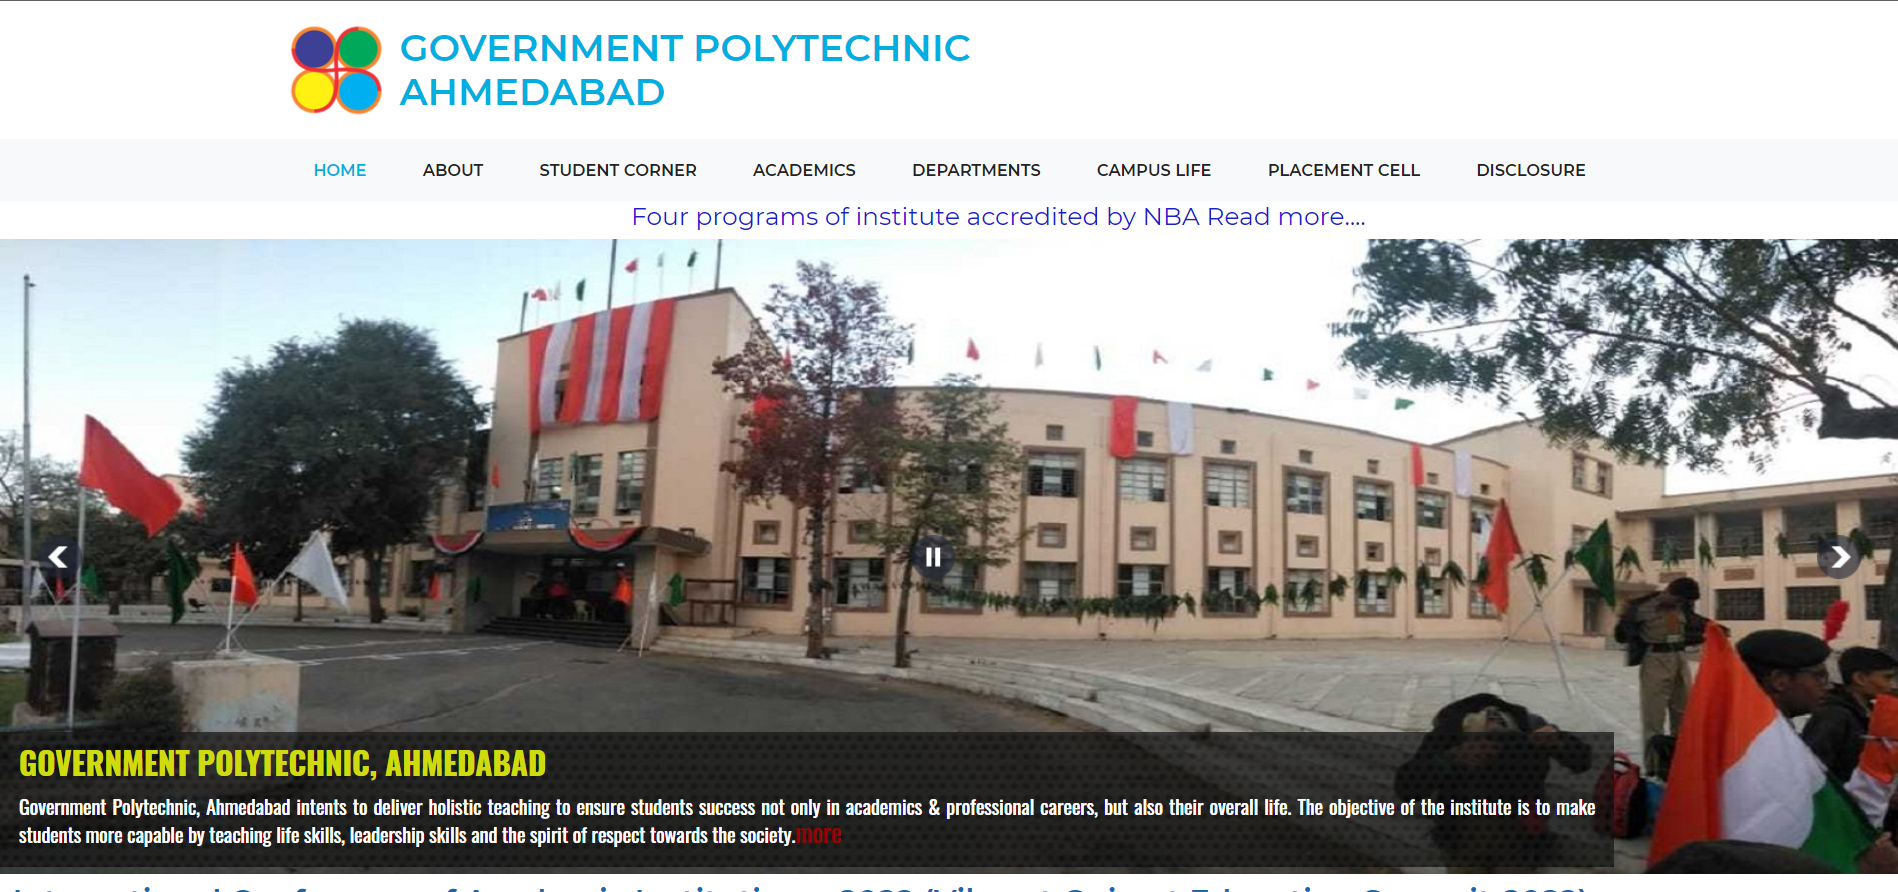 GOVERNMENT POLYTECHNIC
AHMEDABAD
HOME ABOUT STUDENT CORNER ACADEMICS DEPARTMENTS CAMPUS LIFE PLACEMENT CELL DISCLOSURE
Four programs of institute accredited by NBA Read more....
GOVERNMENT POLYTECHNIC, AHMEDABAD
Government Polytechnic, Ahmedabad intents to deliver holistic teaching to ensure students success not only in academics & professional careers, but also their overall life. The objective of the institute is to make
students more capable by teaching life skills, leadership skills and the spirit of respect towards the society.more